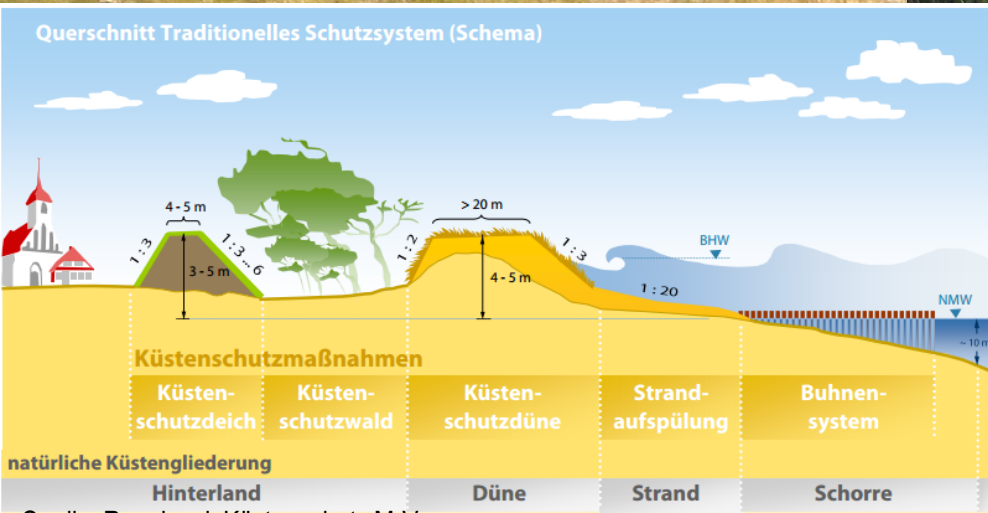 Querschnitt Traditionelles Schutzsystem (Schema)
4 - 5 m
1 : 3
1 : 3 ... 6
3 - 5 m
> 20 m
1 : 2
1 : 3
4 - 5 m
BHW
1 : 20
NMW
~ 10 m
Küstenschutzmaßnahmen
Küsten-
schutzdeich
Küsten-
schutzwald
Küsten-
schutzdüne
Strand-
aufspülung
Buhnen-
system
natürliche Küstengliederung
Hinterland
Düne
Strand
Schorre